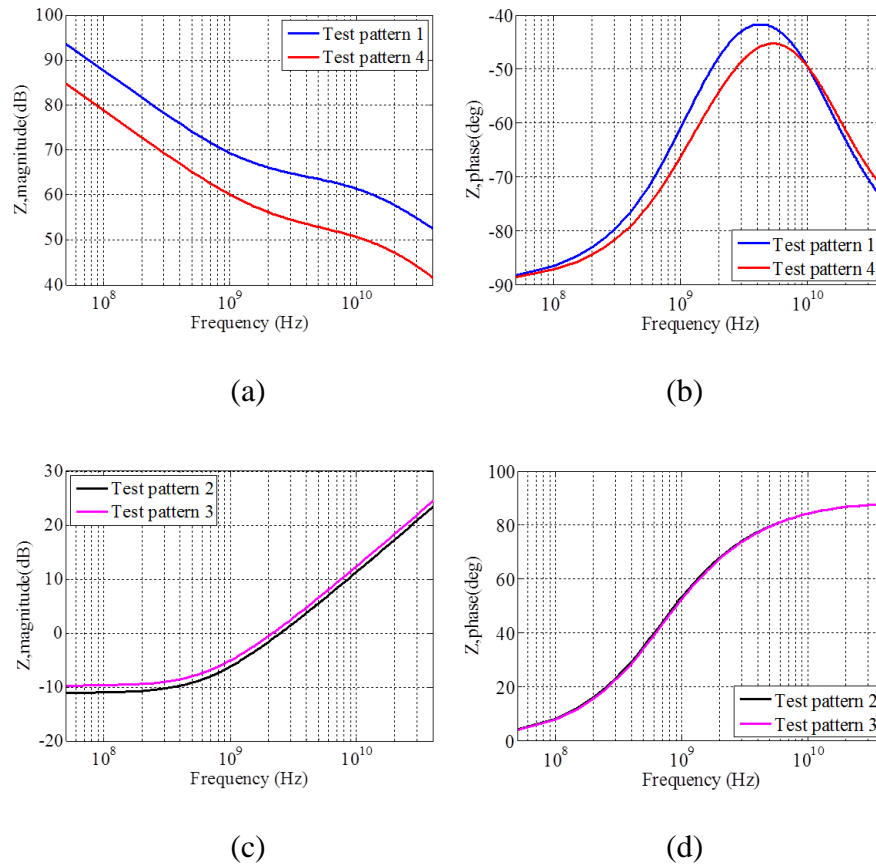 100
90
80
70
60
50
40
Z,magnitude(dB)
Test pattern 1
Test pattern 4
10^8
10^9
10^10
Frequency (Hz)
(a)
-40
-50
-60
-70
-80
-90
Z,phase(deg)
Test pattern 1
Test pattern 4
10^8
10^9
10^10
Frequency (Hz)
(b)
30
20
10
0
-10
-20
Z,magnitude(dB)
Test pattern 2
Test pattern 3
10^8
10^9
10^10
Frequency (Hz)
(c)
100
80
60
40
20
0
Z,phase(deg)
Test pattern 2
Test pattern 3
10^8
10^9
10^10
Frequency (Hz)
(d)